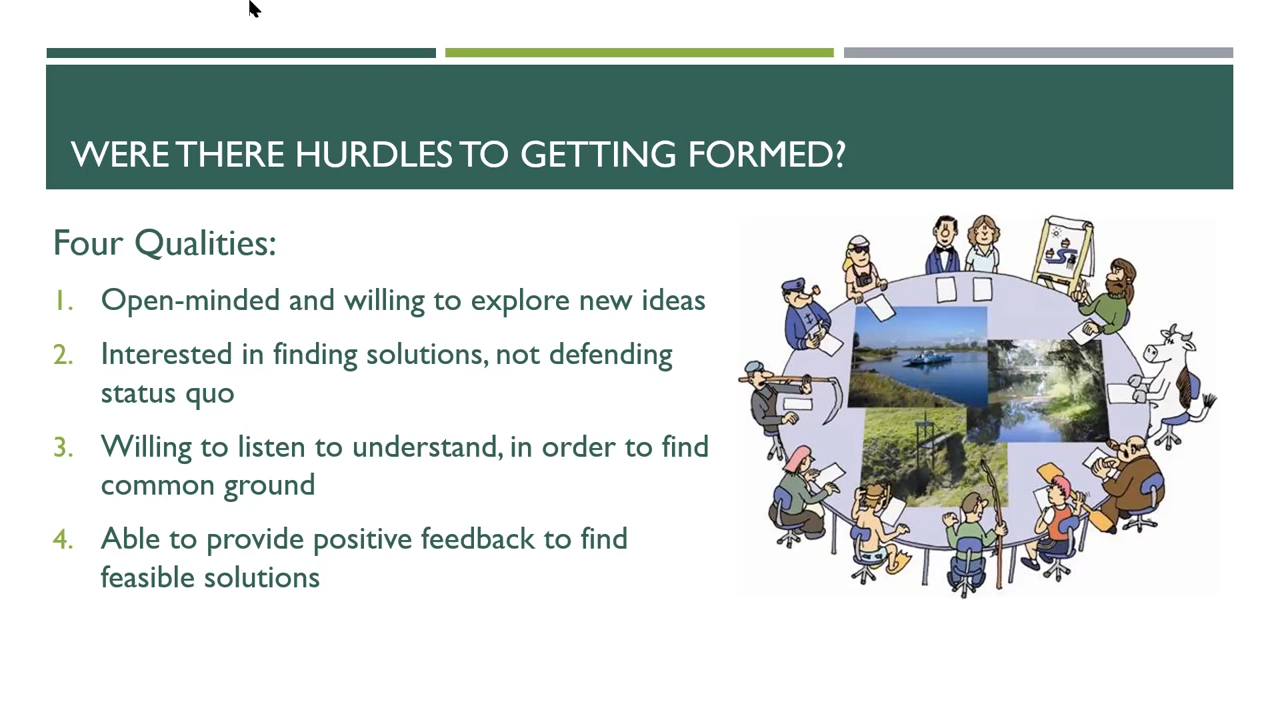 WERE THERE HURDLES TO GETTING FORMED?
Four Qualities:
1. Open-minded and willing to explore new ideas
2. Interested in finding solutions, not defending
status quo
3. Willing to listen to understand, in order to find
common ground
4. Able to provide positive feedback to find
feasible solutions